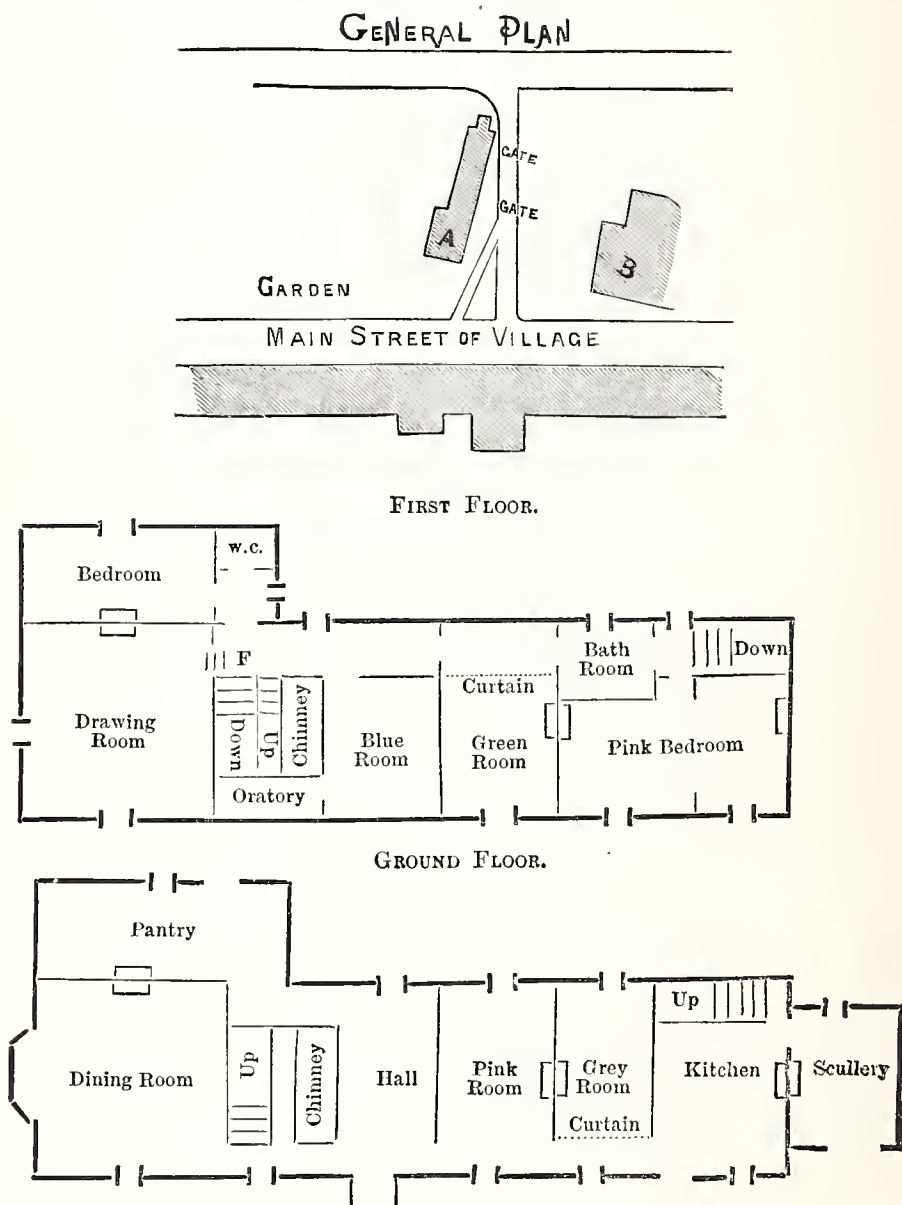 GENERAL PLAN
GATE
GATE
A
B
GARDEN
MAIN STREET OF VILLAGE
FIRST FLOOR.
W.C.
Bedroom
F
Bath
Room
Down
Curtain
Drawing
Room
Down
Up
Chimney
Blue
Room
Green
Room
Pink Bedroom
Oratory
GROUND FLOOR.
Pantry
Up
Dining Room
Up
Chimney
Hall
Pink
Room
Grey
Room
Kitchen
Scullery
Curtain